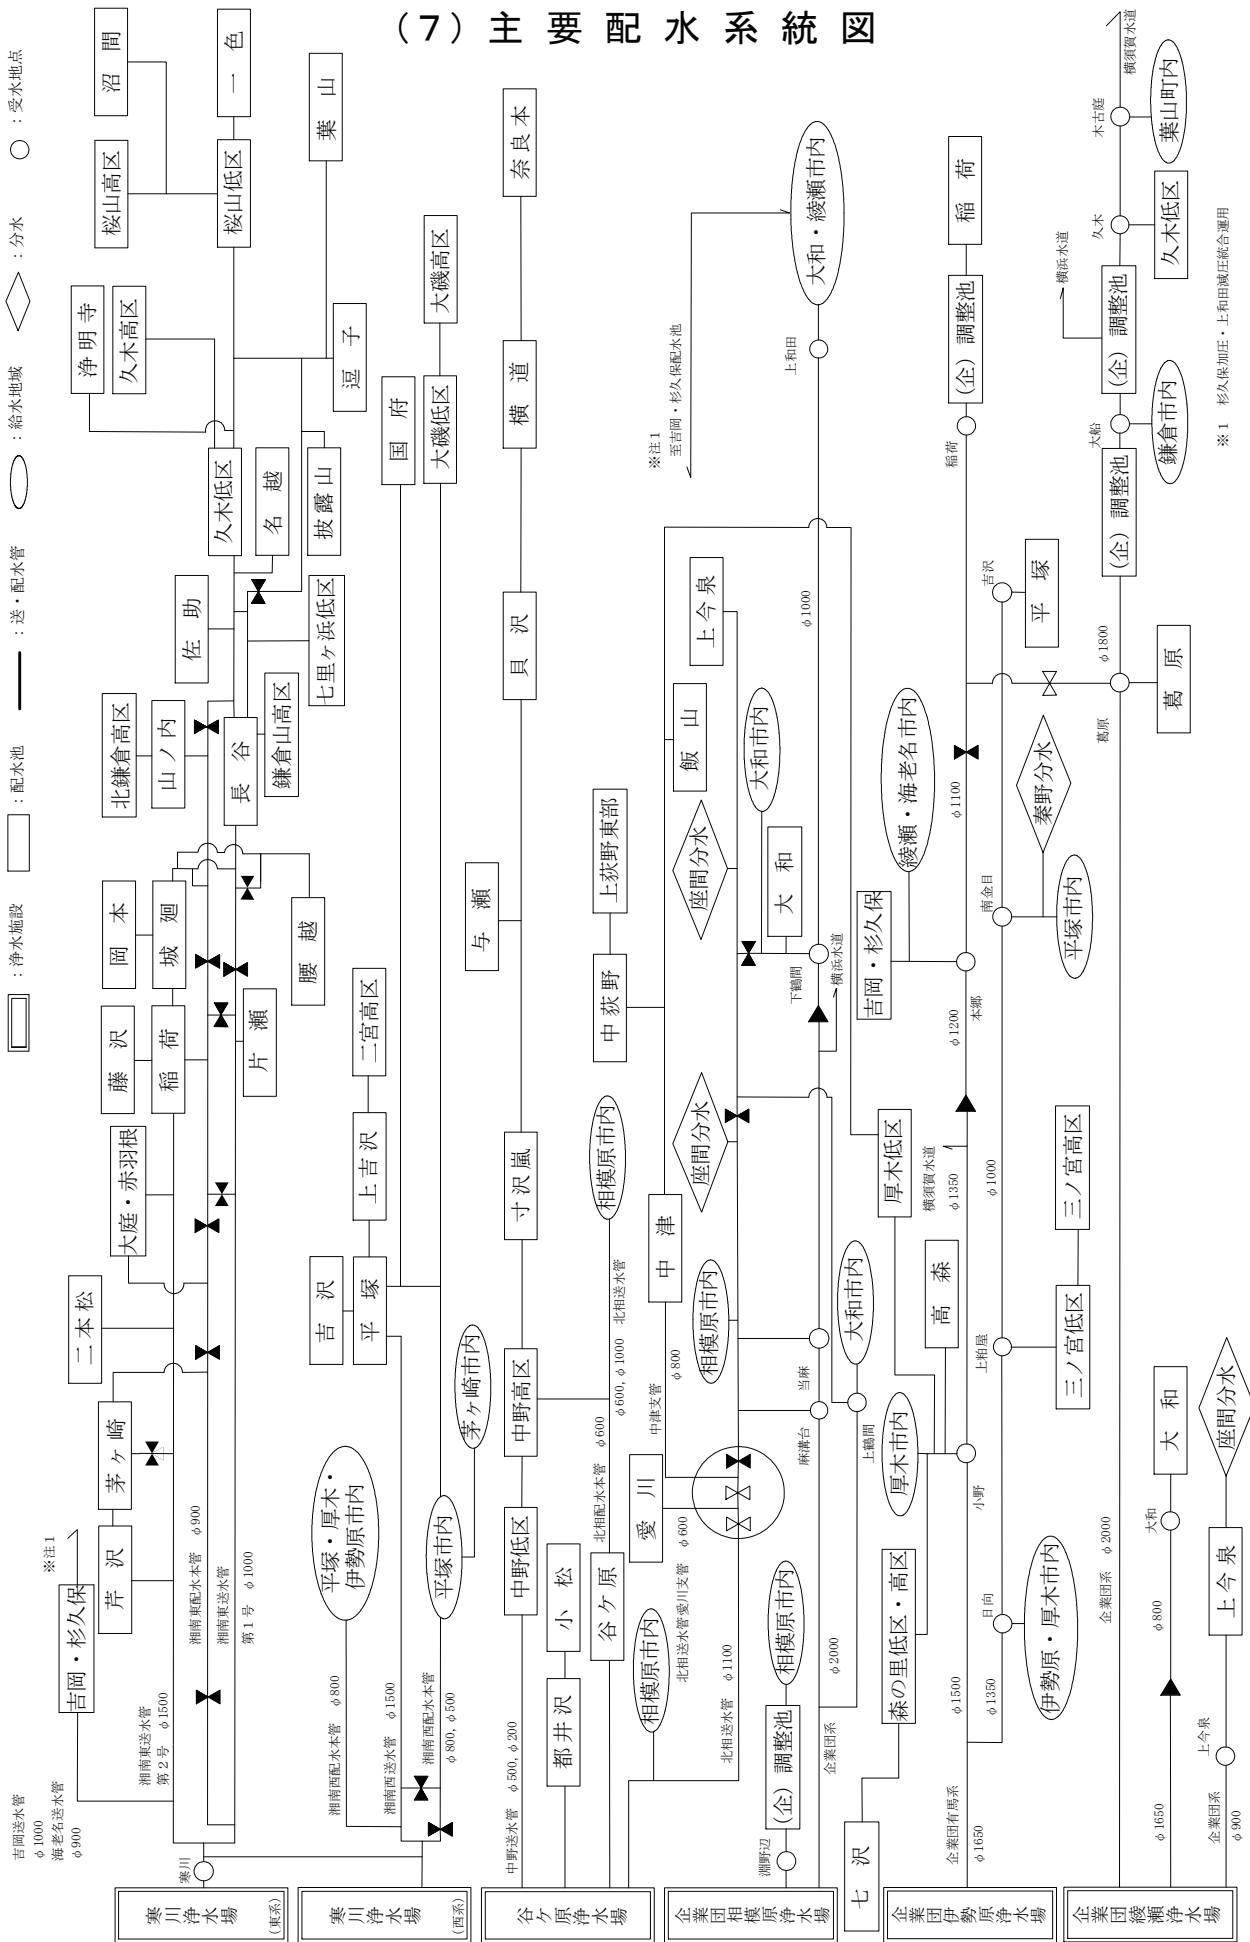 (7) 主 要 配 水 系 統 図
：浄水施設
：配水池
：送・配水管
：給水地域
：分水
：受水地点
寒川浄水場
(東系)
寒川
吉岡送水管
φ1000
海老名送水管
φ900
湘南東送水管
第２号 φ1500
吉岡・杉久保
※注1
湘南東配水本管 φ900
湘南東送水管
第１号 φ1000
芹 沢
茅ヶ崎
二本松
大庭・赤羽根
藤 沢
稲 荷
片 瀬
岡 本
城 廻
腰 越
北鎌倉高区
山ノ内
長 谷
鎌倉山高区
佐 助
七里ヶ浜低区
久木低区
名 越
披露山
浄明寺
久木高区
逗 子
桜山高区
桜山低区
沼 間
一 色
葉 山
寒川浄水場
(西系)
湘南西配水本管 φ800
湘南西送水管 φ1500
湘南西配水本管
φ800, φ500
平塚・厚木・
伊勢原市内
平塚市内
茅ヶ崎市内
吉 沢
平 塚
上吉沢
二宮高区
国 府
大磯低区
大磯高区
谷ケ原浄水場
中野送水管 φ500, φ200
中野低区
中野高区
寸沢嵐
与 瀬
貝 沢
横 道
奈良本
都井沢
小 松
谷ケ原
北相配水本管 φ600
φ600, φ1000 北相送水管
相模原市内
相模原市内
北相送水管 φ1100
北相送水管愛川支管 φ600
愛 川
中津支管 φ800
中 津
中荻野
上荻野東部
飯 山
相模原市内
座間分水
座間分水
上今泉
大和市内
大 和
企業団相模原浄水場
淵野辺
(企) 調整池
相模原市内
企業団系 φ2000
麻溝台
当麻
上鶴間
大和市内
横浜水道
下鶴間
φ1000
上和田
大和・綾瀬市内
※注1
至吉岡・杉久保配水池
厚木低区
七 沢
森の里低区・高区
厚木市内
高 森
企業団伊勢原浄水場
企業団有馬系
φ1650
φ1500
φ1350
小野
横須賀水道
φ1350
φ1200
本郷
吉岡・杉久保
綾瀬・海老名市内
φ1100
稲荷
(企) 調整池
稲 荷
日向
伊勢原・厚木市内
上粕屋
三ノ宮低区
三ノ宮高区
φ1000
南金目
平塚市内
秦野分水
吉沢
平 塚
企業団綾瀬浄水場
企業団系 φ2000
葛原
葛 原
φ1800
(企) 調整池
大船
鎌倉市内
(企) 調整池
横浜水道
久木
久木低区
木古庭
葉山町内
横須賀水道
φ1650
φ800
大和
大 和
企業団系
φ900
上今泉
上今泉
座間分水
※１ 杉久保加圧・上和田減圧統合運用